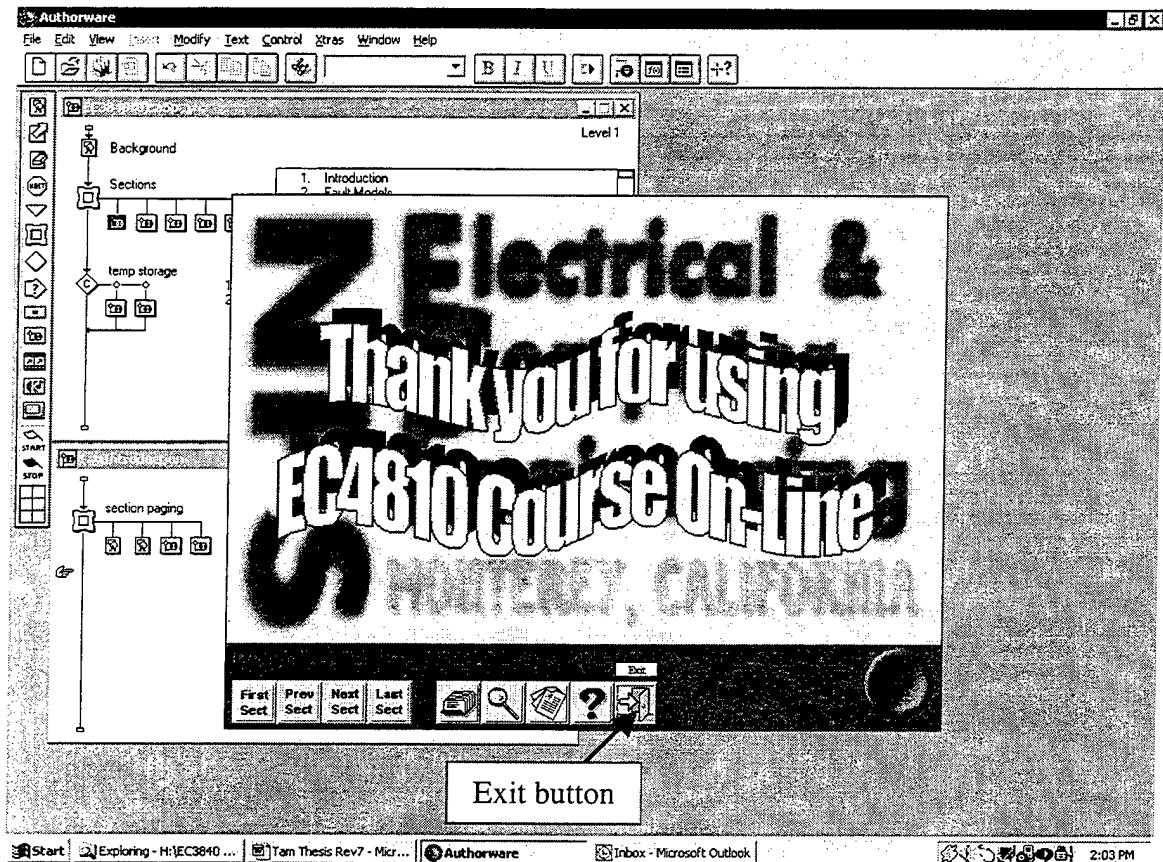 Authorware
File Edit View Insert Modify Text Control Xtras Window Help
B I U
Level 1
Background
Sections
1. Introduction
2. Fault Models
temp storage
START
STOP
section paging
Electrical &
Thank you for using
EC4810 Course On-Line
MONTEREY, CALIFORNIA
Exit
First Sect
Prev Sect
Next Sect
Last Sect
Exit button
Start
Exploring - H:\EC3840 ...
Tam Thesis Rev7 - Micr...
Authorware
Inbox - Microsoft Outlook
2:03 PM